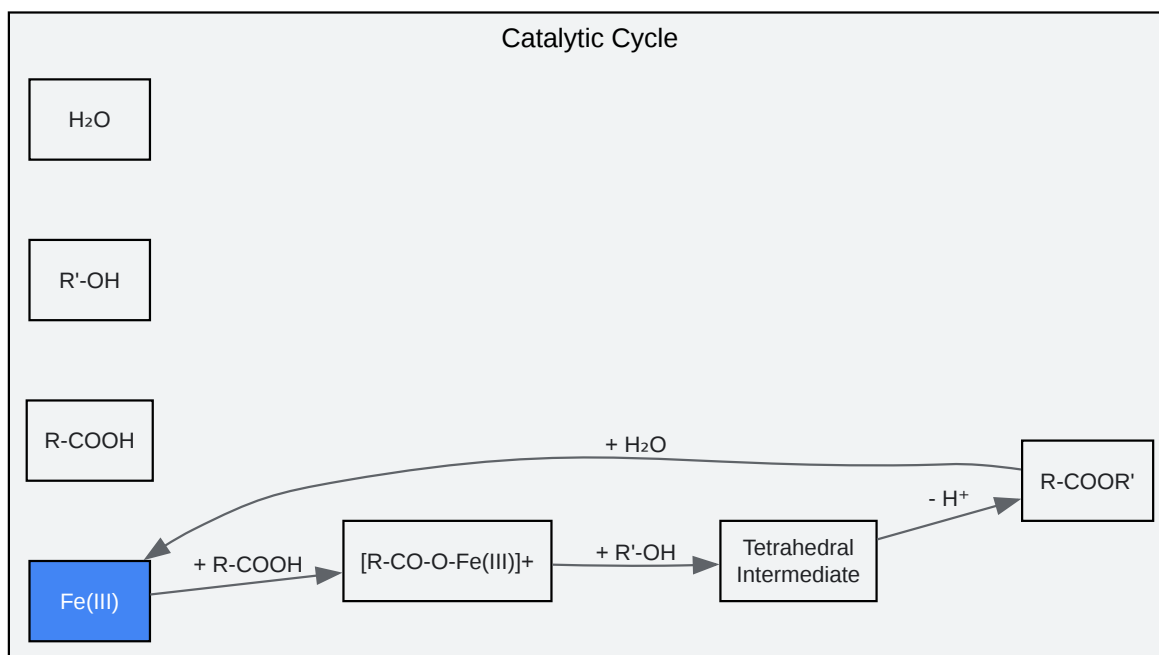 Catalytic Cycle
H₂O
R'-OH
R-COOH
+ H₂O
R-COOR'
- H⁺
+ R-COOH
[R-CO-O-Fe(III)]+
+ R'-OH
Tetrahedral
Intermediate
Fe(III)